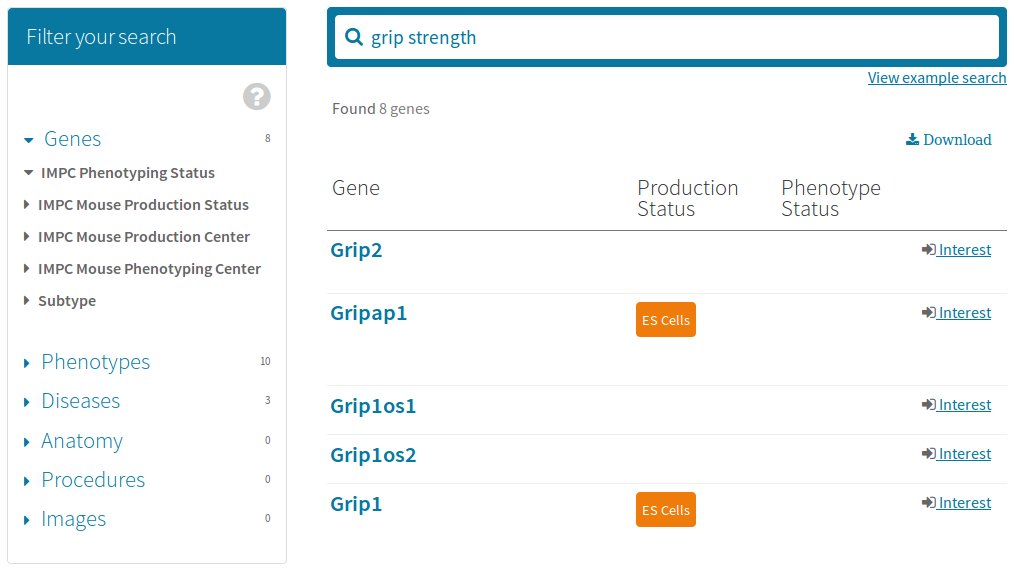 Filter your search
?
Genes 8
IMPC Phenotyping Status
IMPC Mouse Production Status
IMPC Mouse Production Center
IMPC Mouse Phenotyping Center
Subtype
Phenotypes 10
Diseases 3
Anatomy 0
Procedures 0
Images 0
grip strength
View example search
Found 8 genes
Download
Gene Production Status Phenotype Status
Grip2 Interest
Gripap1 ES Cells Interest
Grip1os1 Interest
Grip1os2 Interest
Grip1 ES Cells Interest